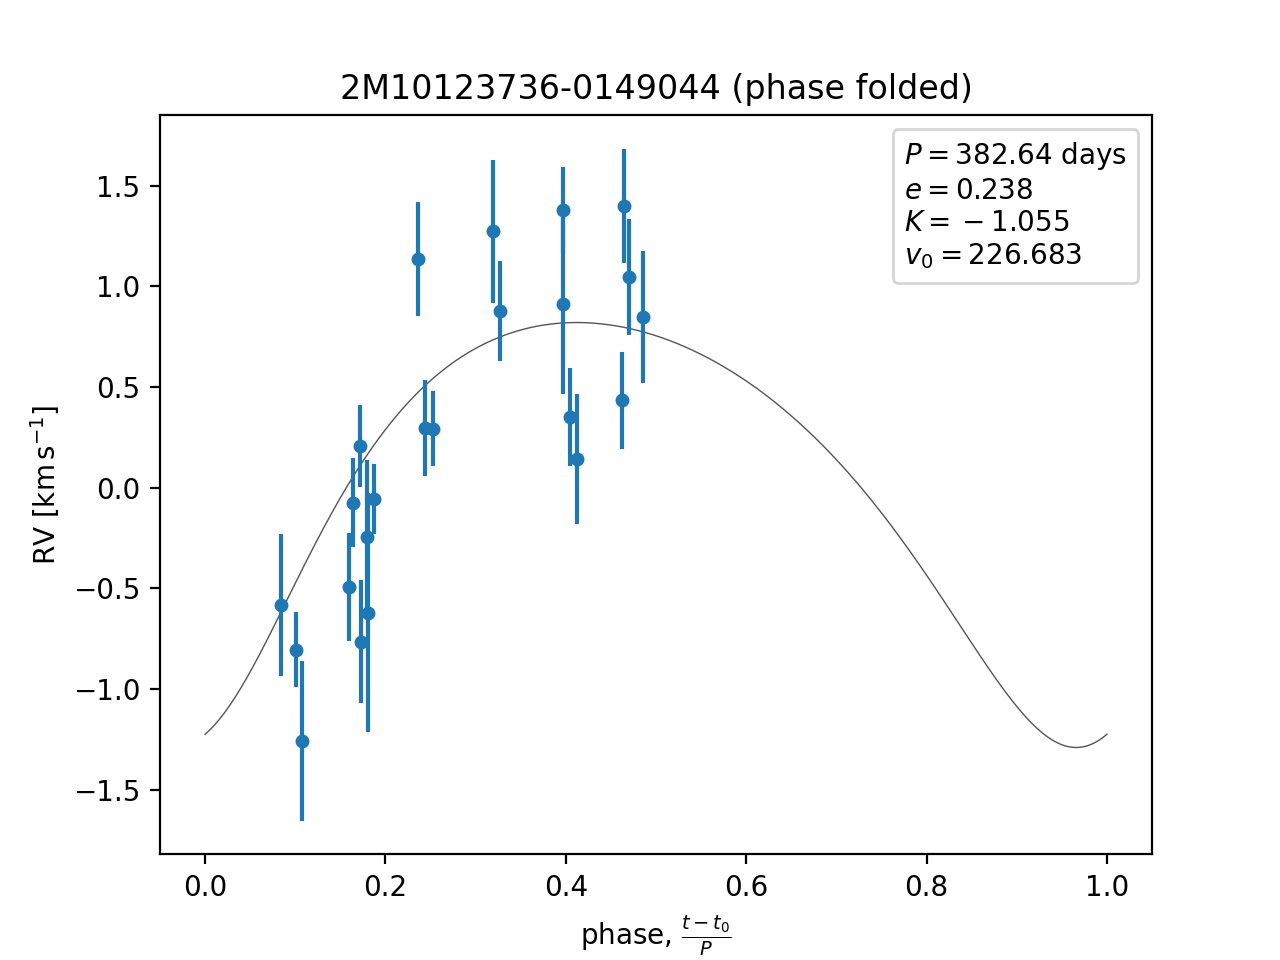 2M10123736-0149044 (phase folded)
P = 382.64 days
e = 0.238
K = −1.055
v₀ = 226.683
1.5
1.0
0.5
0.0
−0.5
−1.0
−1.5
RV [km s⁻¹]
0.0 0.2 0.4 0.6 0.8 1.0
phase, (t − t₀)/P